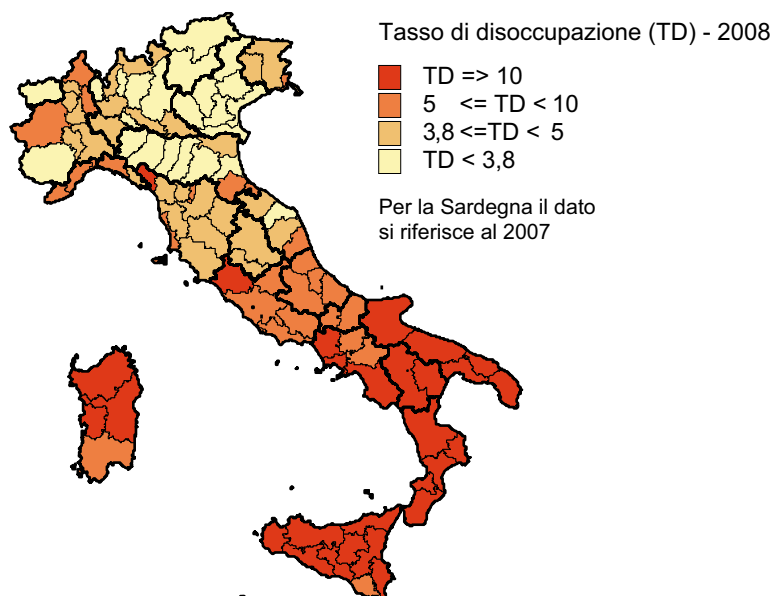 Tasso di disoccupazione (TD) - 2008
TD => 10
5 <= TD < 10
3,8 <=TD < 5
TD < 3,8
Per la Sardegna il dato
si riferisce al 2007